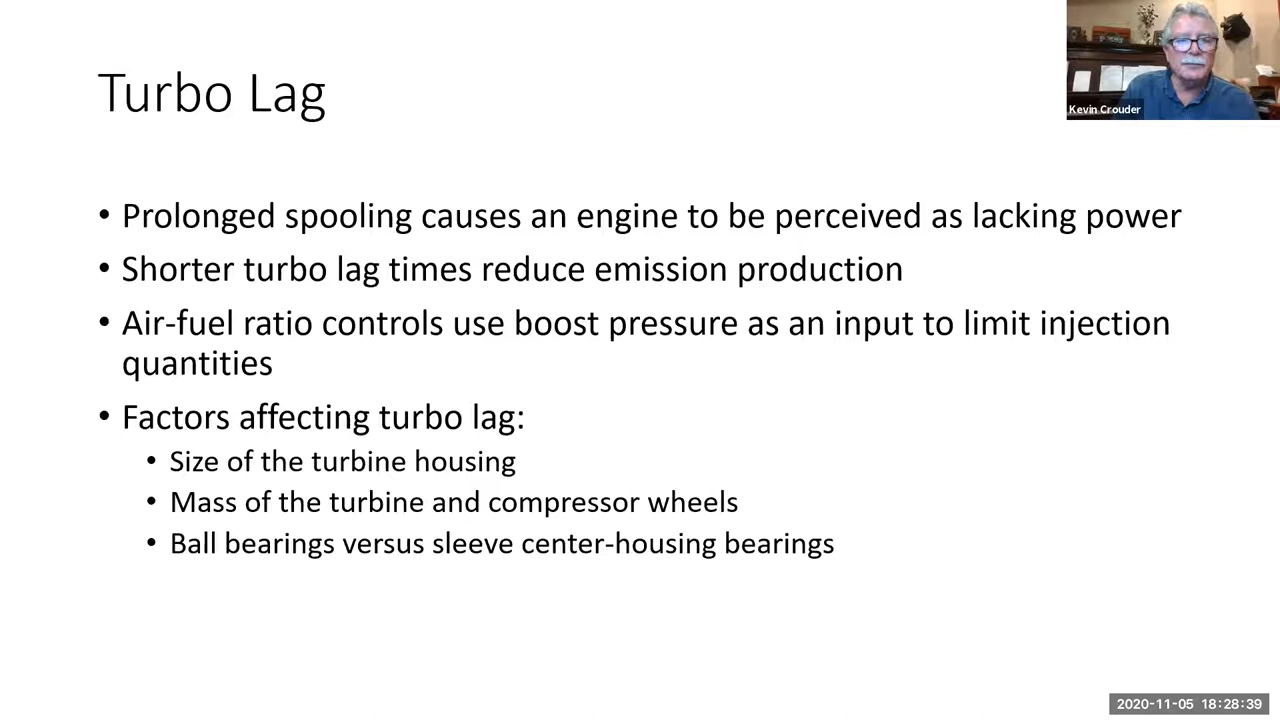 Turbo Lag
Kevin Crouder
• Prolonged spooling causes an engine to be perceived as lacking power
• Shorter turbo lag times reduce emission production
• Air-fuel ratio controls use boost pressure as an input to limit injection
quantities
• Factors affecting turbo lag:
• Size of the turbine housing
• Mass of the turbine and compressor wheels
• Ball bearings versus sleeve center-housing bearings
2020-11-05 18:28:39